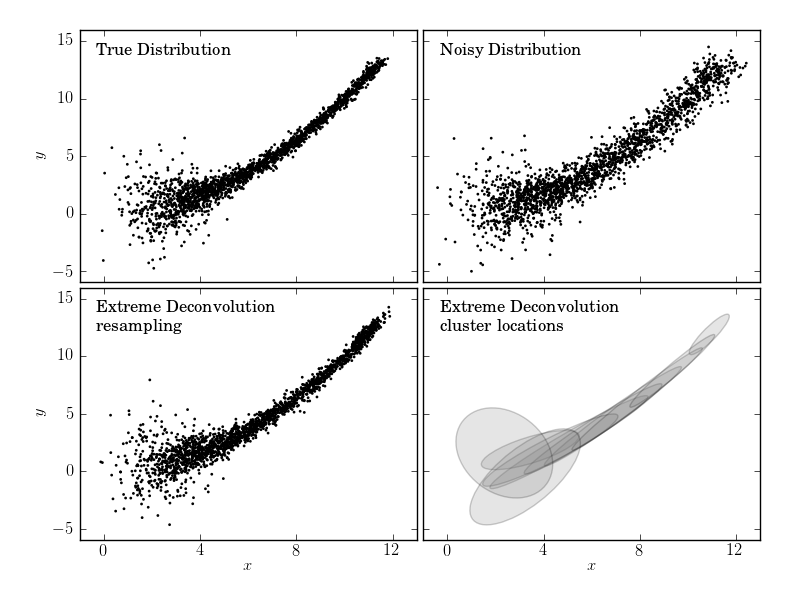 True Distribution
Noisy Distribution
15
10
5
0
−5
y
Extreme Deconvolution
resampling
Extreme Deconvolution
cluster locations
15
10
5
0
−5
y
0 4 8 12
0 4 8 12
x
x